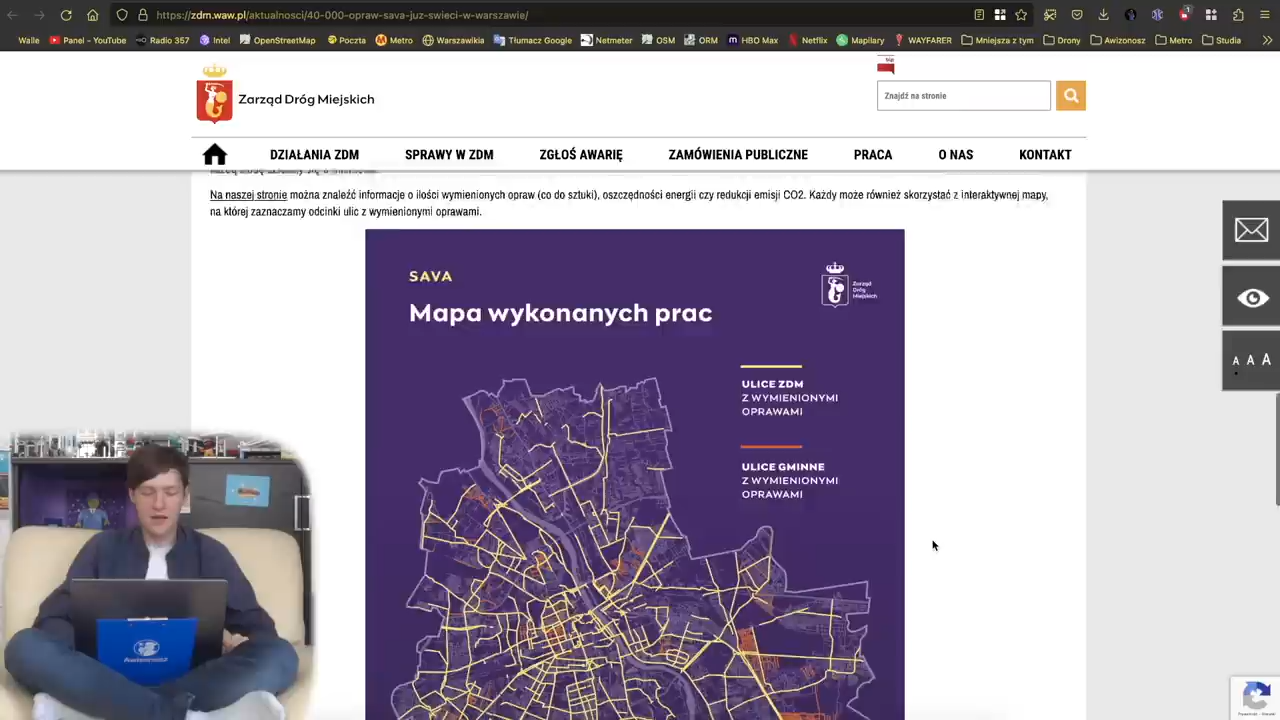 https://zdm.waw.pl/aktualnosci/40-000-opraw-sava-juz-swieci-w-warszawie/
Walle Panel - YouTube Radio 357 Intel OpenStreetMap Poczta Metro Warszawikia Tłumacz Google Netmeter OSM ORM HBO Max Netflix Mapilary WAYFARER Mniejsza z tym Drony Awizonosz Metro Studia
Zarząd Dróg Miejskich
bip
Znajdź na stronie
DZIAŁANIA ZDM SPRAWY W ZDM ZGŁOŚ AWARIĘ ZAMÓWIENIA PUBLICZNE PRACA O NAS KONTAKT
Na naszej stronie można znaleźć informacje o ilości wymienionych opraw (co do sztuki), oszczędności energii czy redukcji emisji CO2. Każdy może również skorzystać z interaktywnej mapy,
na której zaznaczamy odcinki ulic z wymienionymi oprawami.
SAVA
Zarząd
Dróg
Miejskich
Mapa wykonanych prac
ULICE ZDM
Z WYMIENIONYMI
OPRAWAMI
ULICE GMINNE
Z WYMIENIONYMI
OPRAWAMI
A A A